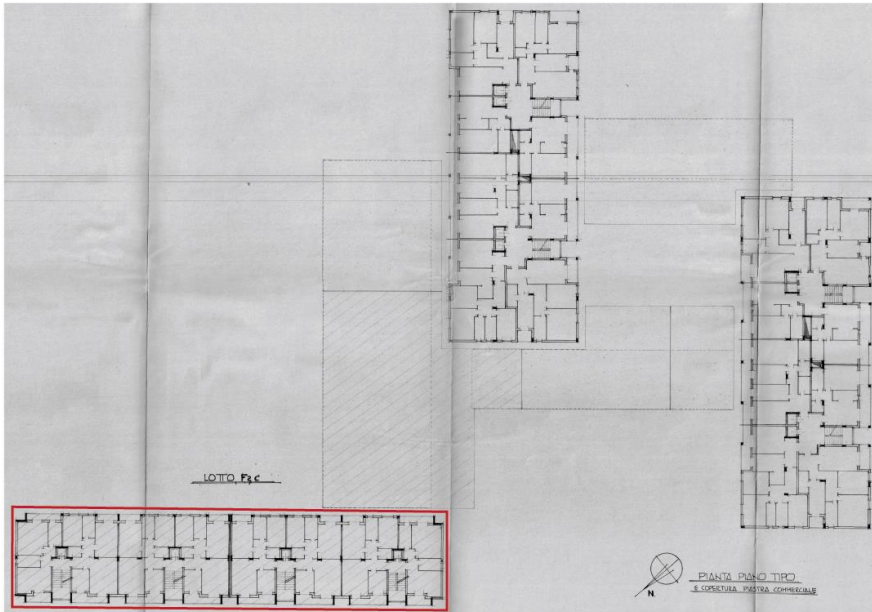 LOTTO F2c
N.
PIANTA PIANO TIPO
E COPERTURA PIASTRA COMMERCIALE